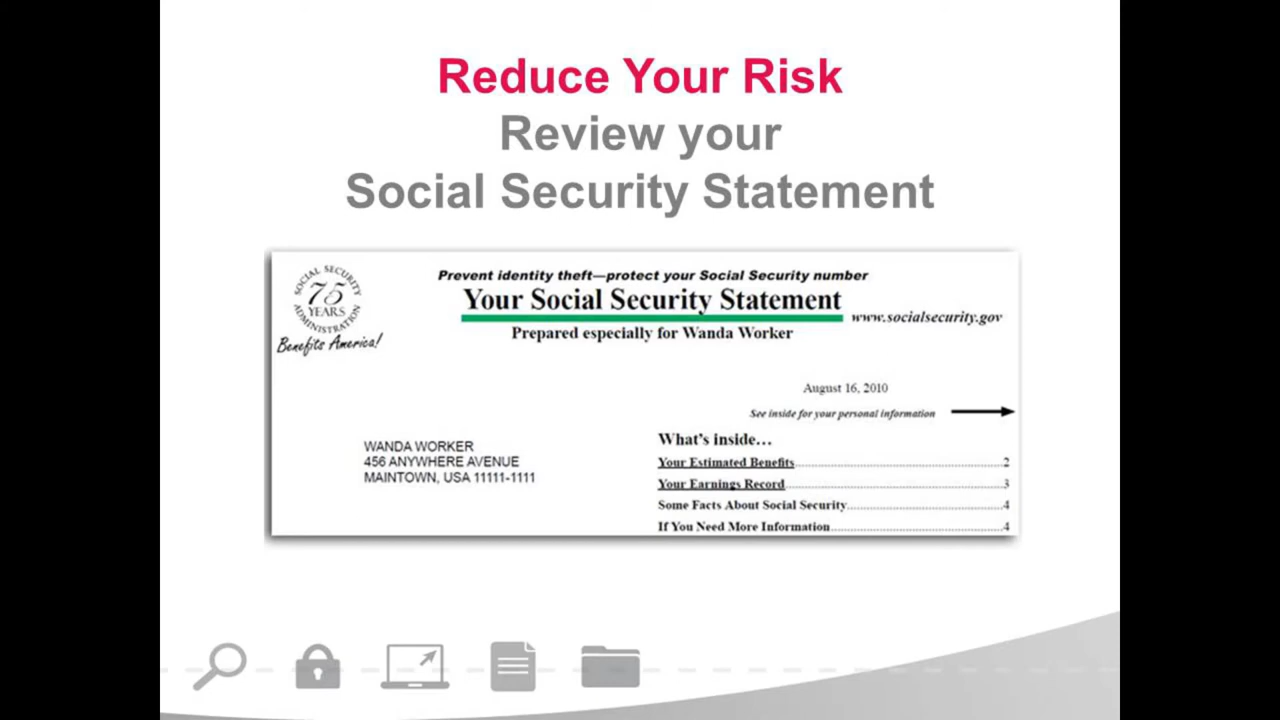 Reduce Your Risk
Review your
Social Security Statement
SOCIAL SECURITY ADMINISTRATION
75
YEARS
Benefits America!
Prevent identity theft—protect your Social Security number
Your Social Security Statement
www.socialsecurity.gov
Prepared especially for Wanda Worker
August 16, 2010
See inside for your personal information
WANDA WORKER
456 ANYWHERE AVENUE
MAINTOWN, USA 11111-1111
What's inside…
Your Estimated Benefits 2
Your Earnings Record 3
Some Facts About Social Security 4
If You Need More Information 4